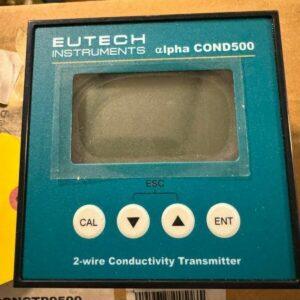 EUTECH
INSTRUMENTS αlpha COND500
ESC
CAL ENT
2-wire Conductivity Transmitter